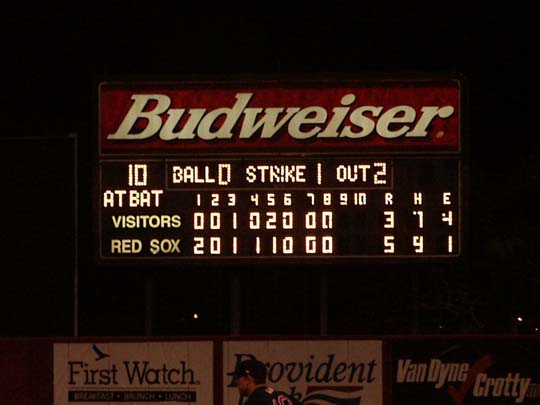 Budweiser
10 BALL 0 STRIKE 1 OUT 2
AT BAT 1 2 3 4 5 6 7 8 9 10 R H E
VISITORS 0 0 1 0 2 0 0 0 3 7 4
RED SOX 2 0 1 1 1 0 0 0 5 9 1
First Watch
BREAKFAST • BRUNCH • LUNCH
Provident
Van Dyne Crotty